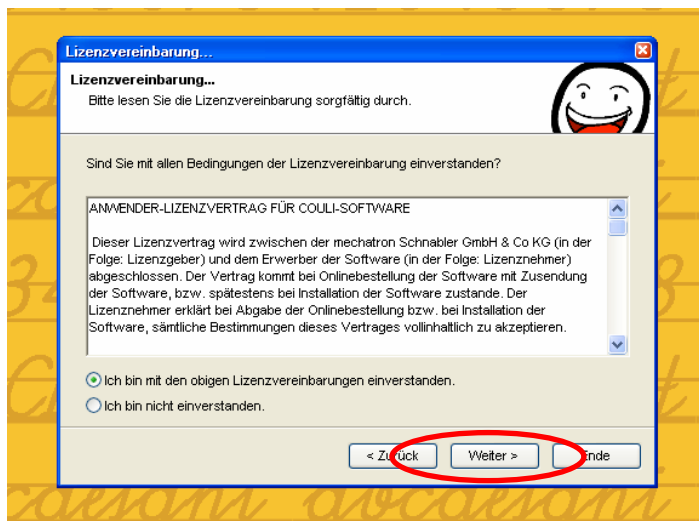 Lizenzvereinbarung...
Lizenzvereinbarung...
Bitte lesen Sie die Lizenzvereinbarung sorgfältig durch.
Sind Sie mit allen Bedingungen der Lizenzvereinbarung einverstanden?
ANWENDER-LIZENZVERTRAG FÜR COULI-SOFTWARE
Dieser Lizenzvertrag wird zwischen der mechatron Schnabler GmbH & Co KG (in der
Folge: Lizenzgeber) und dem Erwerber der Software (in der Folge: Lizenznehmer)
abgeschlossen. Der Vertrag kommt bei Onlinebestellung der Software mit Zusendung
der Software, bzw. spätestens bei Installation der Software zustande. Der
Lizenznehmer erklärt bei Abgabe der Onlinebestellung bzw. bei Installation der
Software, sämtliche Bestimmungen dieses Vertrages vollinhaltlich zu akzeptieren.
Ich bin mit den obigen Lizenzvereinbarungen einverstanden.
Ich bin nicht einverstanden.
< Zurück Weiter > Ende